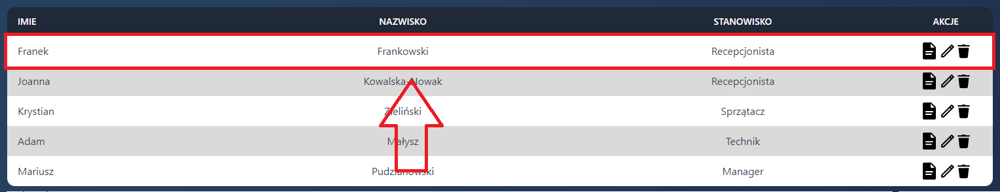 IMIE NAZWISKO STANOWISKO AKCJE
Franek Frankowski Recepcjonista
Joanna Kowalska-Nowak Recepcjonista
Krystian Zieliński Sprzątacz
Adam Małysz Technik
Mariusz Pudzianowski Manager